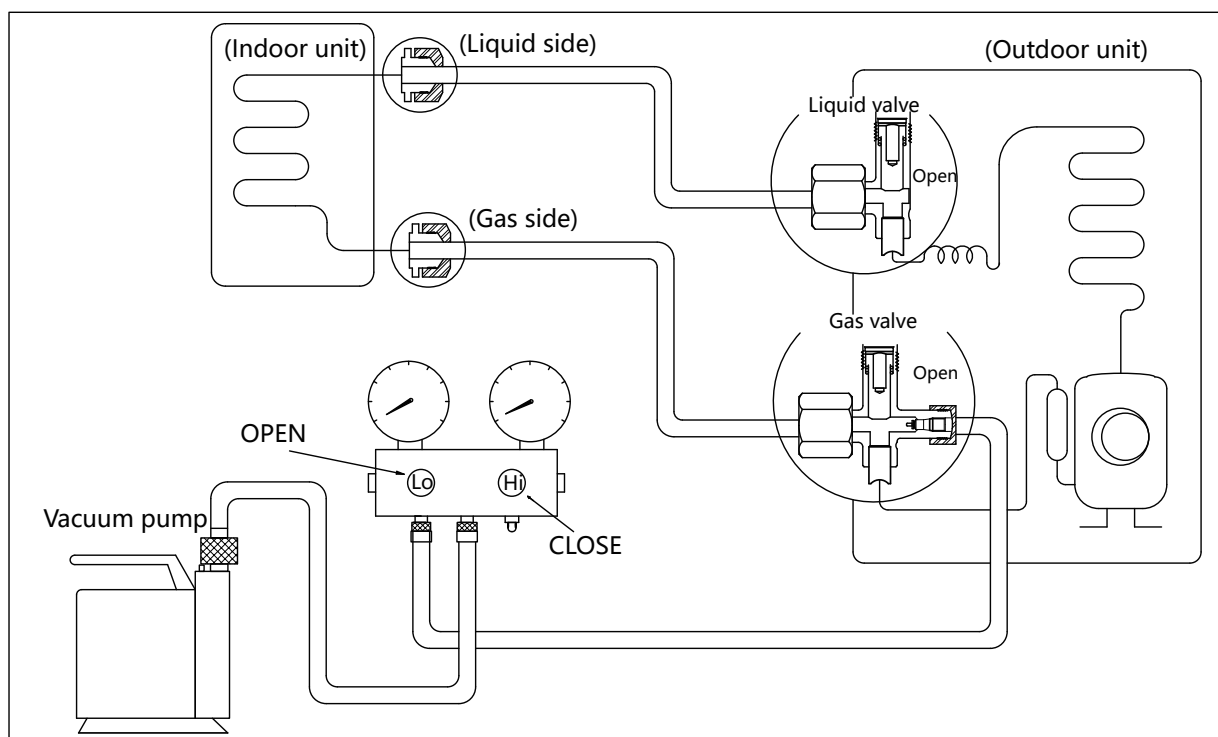 (Indoor unit)
(Liquid side)
(Outdoor unit)
Liquid valve
Open
(Gas side)
Gas valve
Open
OPEN
Lo
Hi
CLOSE
Vacuum pump